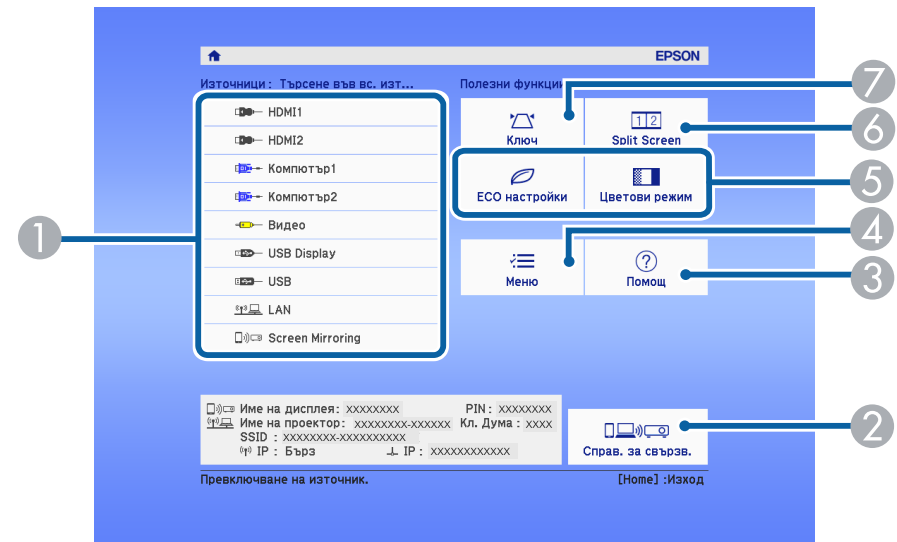 EPSON
Източници : Търсене във вс. изт...
Полезни функции
HDMI1
HDMI2
Компютър1
Компютър2
Видео
USB Display
USB
LAN
Screen Mirroring
Ключ
Split Screen
ECO настройки
Цветови режим
Меню
Помощ
1
2
3
4
5
6
7
Име на дисплея: XXXXXXXX PIN : XXXXXXXX
Име на проектор: XXXXXXXX-XXXXXX Кл. Дума : XXXX
SSID : XXXXXXXX-XXXXXXXXXX
IP : Бърз IP : XXXXXXXXXXXX
Справ. за свързв.
Превключване на източник.
[Home] :Изход